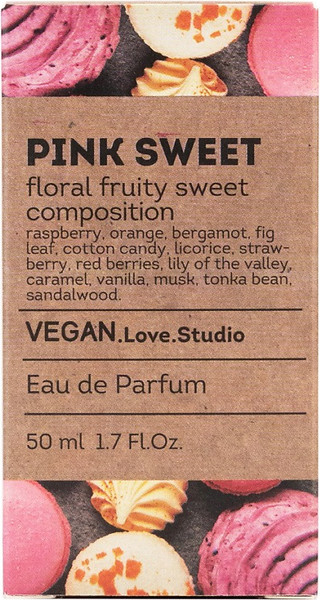 PINK SWEET
floral fruity sweet
composition
raspberry, orange, bergamot, fig
leaf, cotton candy, licorice, straw-
berry, red berries, lily of the valley,
caramel, vanilla, musk, tonka bean,
sandalwood.
VEGAN.Love.Studio
Eau de Parfum
50 ml 1.7 Fl.Oz.